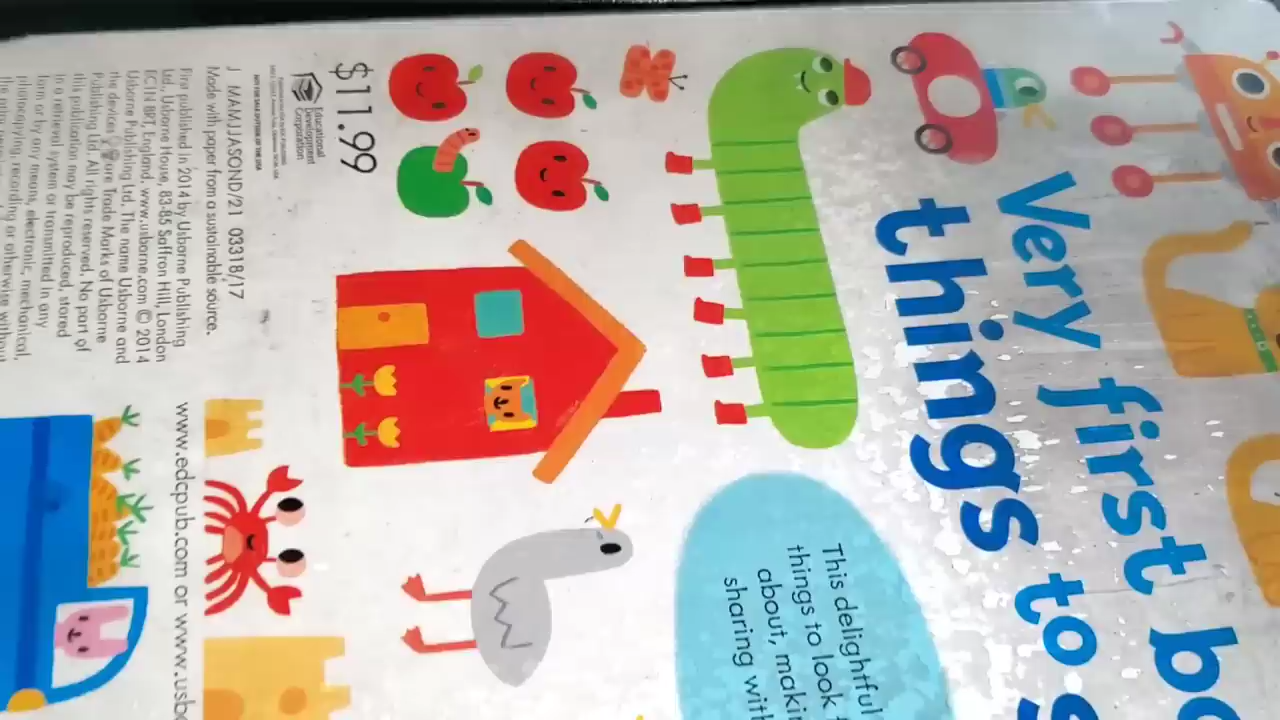 Very first b
things to s
This delightful
things to look
about, makin
sharing with
$11.99
Educational
Development
Corporation
J MAMJJASOND/21 03318/17
Made with paper from a sustainable source.
First published in 2014 by Usborne Publishing
Ltd., Usborne House, 83-85 Saffron Hill, London
EC1N 8RT, England. www.usborne.com © 2014
Usborne Publishing Ltd. The name Usborne and
the devices are Trade Marks of Usborne
Publishing Ltd. All rights reserved. No part of
this publication may be reproduced, stored
in a retrieval system or transmitted in any
form or by any means, electronic, mechanical,
photocopying, recording or otherwise without
www.edcpub.com or www.usb